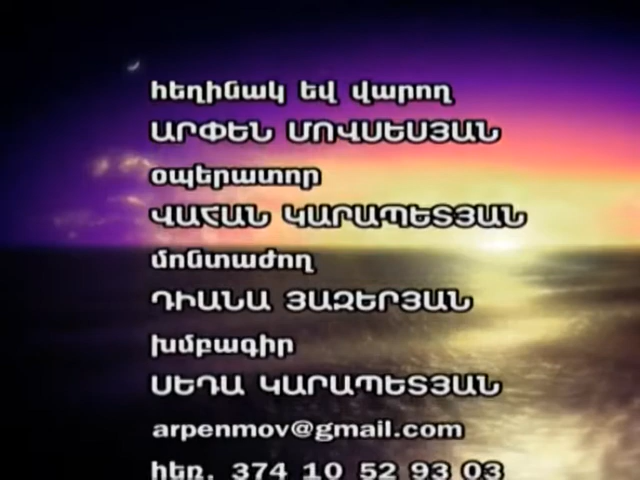 հեղինակ եվ վարող
ԱՐՓԵՆ ՄՈՎՍԵՍՅԱՆ
օպերատոր
ՎԱՀԱՆ ԿԱՐԱՊԵՏՅԱՆ
մոնտաժող
ԴԻԱՆԱ ՅԱԶԵՐՅԱՆ
խմբագիր
ՍԵԴԱ ԿԱՐԱՊԵՏՅԱՆ
arpenmov@gmail.com
հեռ. 374 10 52 93 03